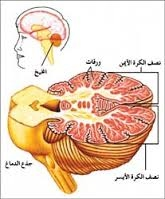 المخيخ
نصف الكرة الأيمن
ورقات
جذع الدماغ
نصف الكرة الأيسر